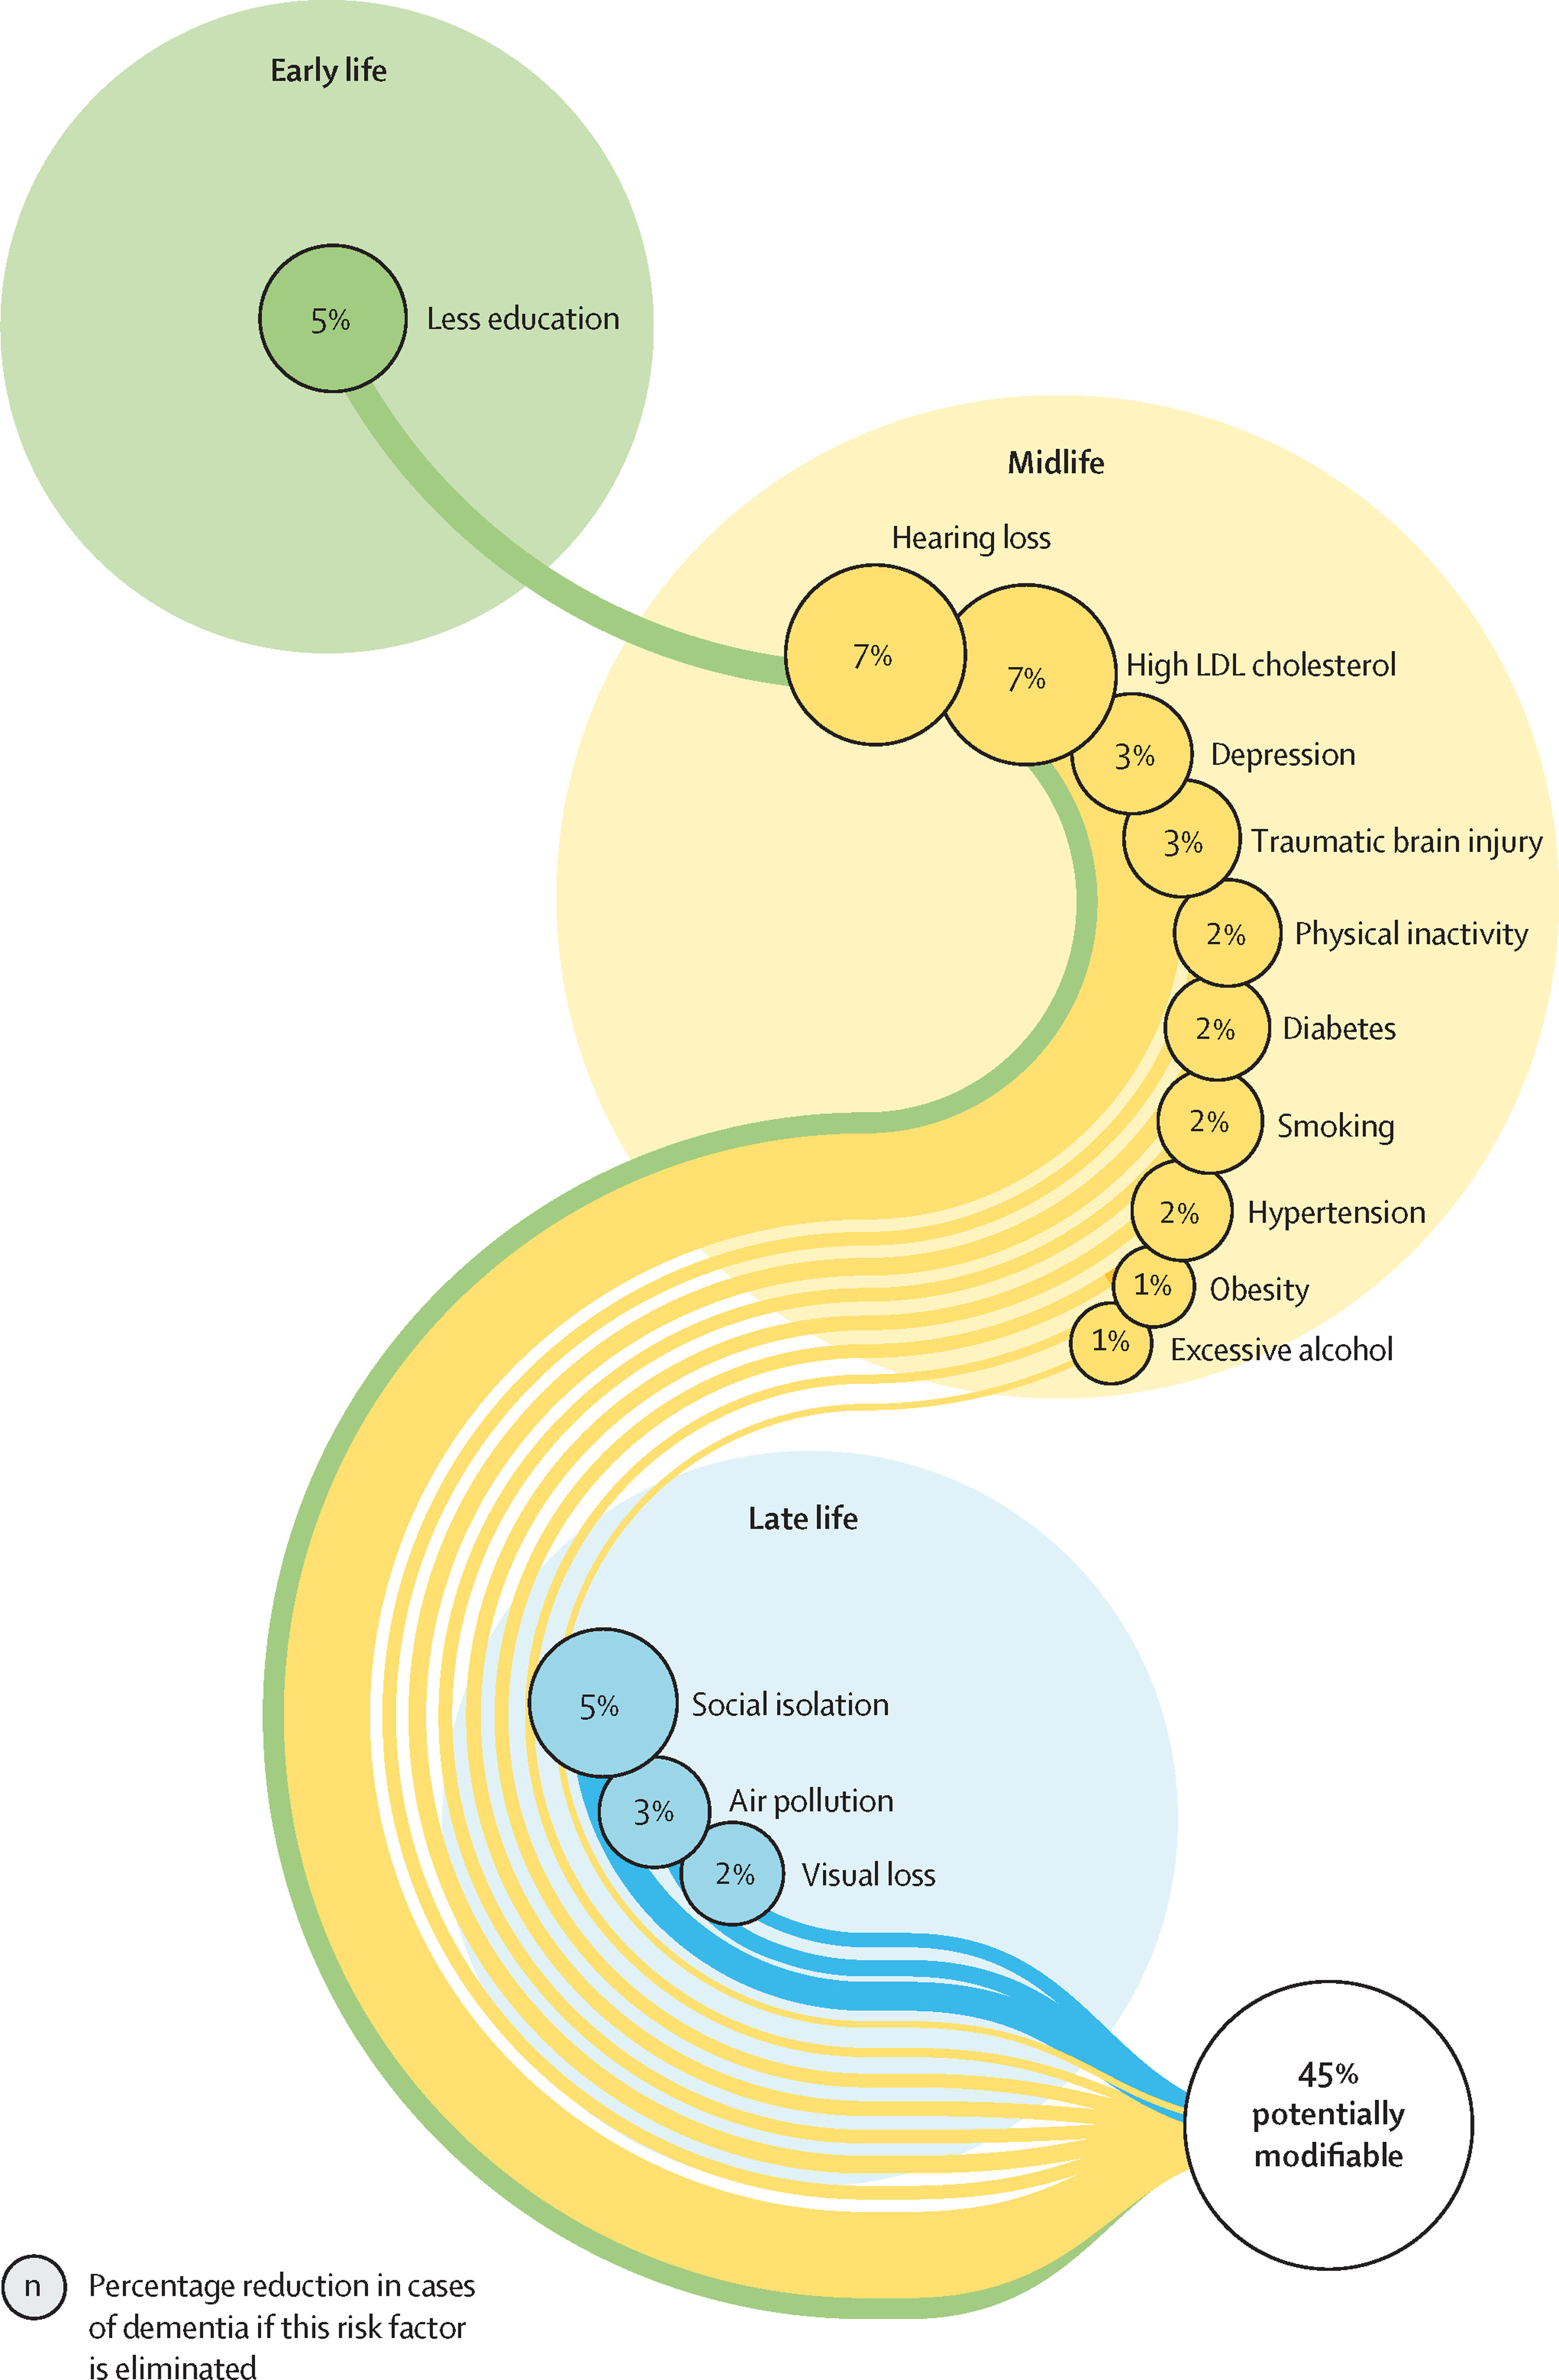 Early life
5%
Less education
Midlife
Hearing loss
7%
7%
High LDL cholesterol
3%
Depression
3%
Traumatic brain injury
2%
Physical inactivity
2%
Diabetes
2%
Smoking
2%
Hypertension
1%
Obesity
1%
Excessive alcohol
Late life
5%
Social isolation
3%
Air pollution
2%
Visual loss
45%
potentially
modifiable
n
Percentage reduction in cases
of dementia if this risk factor
is eliminated